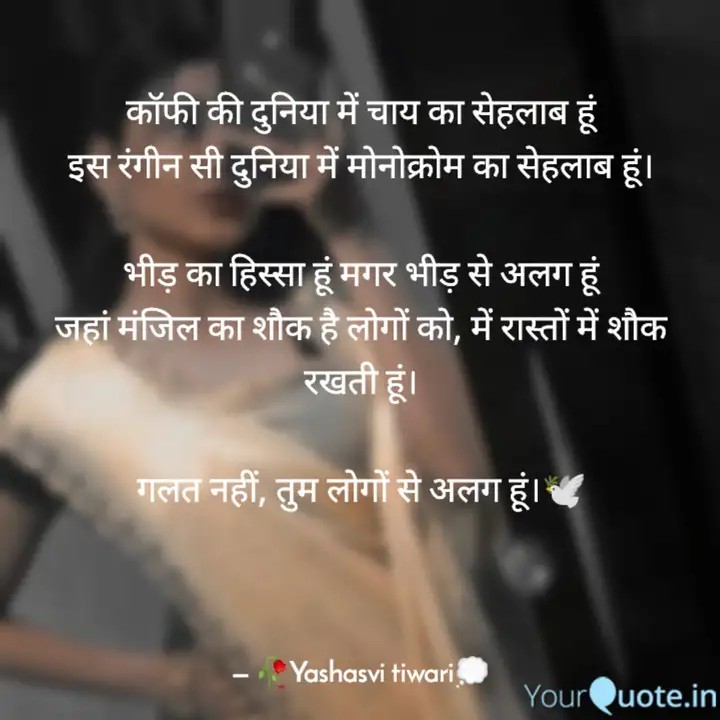 कॉफी की दुनिया में चाय का सेहलाब हूं
इस रंगीन सी दुनिया में मोनोक्रोम का सेहलाब हूं।
भीड़ का हिस्सा हूं मगर भीड़ से अलग हूं
जहां मंजिल का शौक है लोगों को, में रास्तों में शौक
रखती हूं।
गलत नहीं, तुम लोगों से अलग हूं।🕊️
– 🥀Yashasvi tiwari💭
YourQuote.in